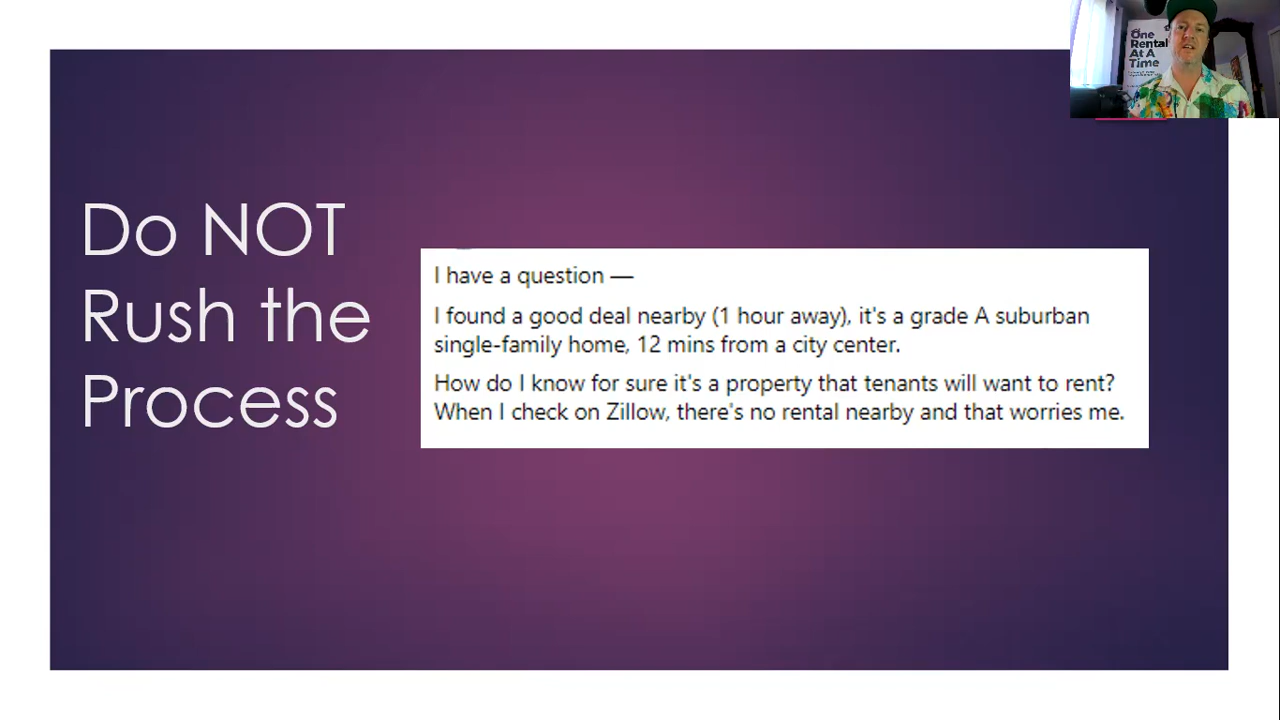 One
Rental
At A
Time
Do NOT
Rush the
Process
I have a question —
I found a good deal nearby (1 hour away), it's a grade A suburban
single-family home, 12 mins from a city center.
How do I know for sure it's a property that tenants will want to rent?
When I check on Zillow, there's no rental nearby and that worries me.